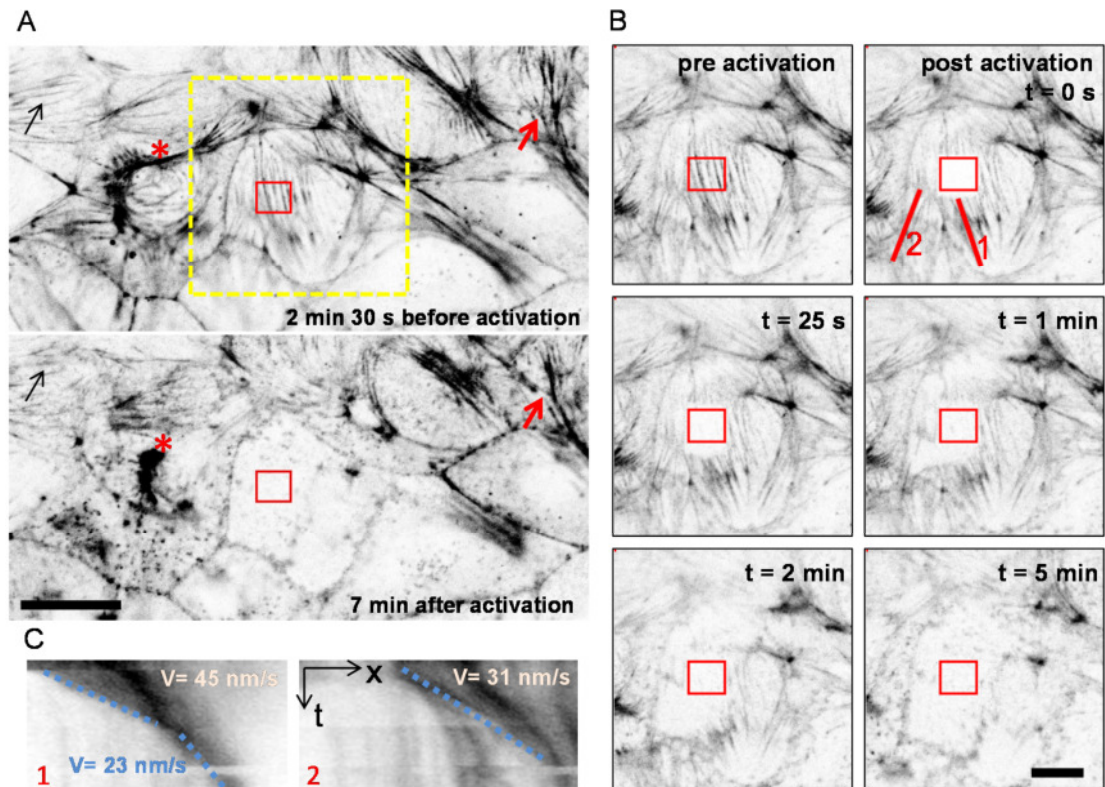 A
*
2 min 30 s before activation
*
7 min after activation
B
pre activation
post activation
t = 0 s
2
1
t = 25 s
t = 1 min
t = 2 min
t = 5 min
C
V= 45 nm/s
V= 23 nm/s
1
x
t
V= 31 nm/s
2